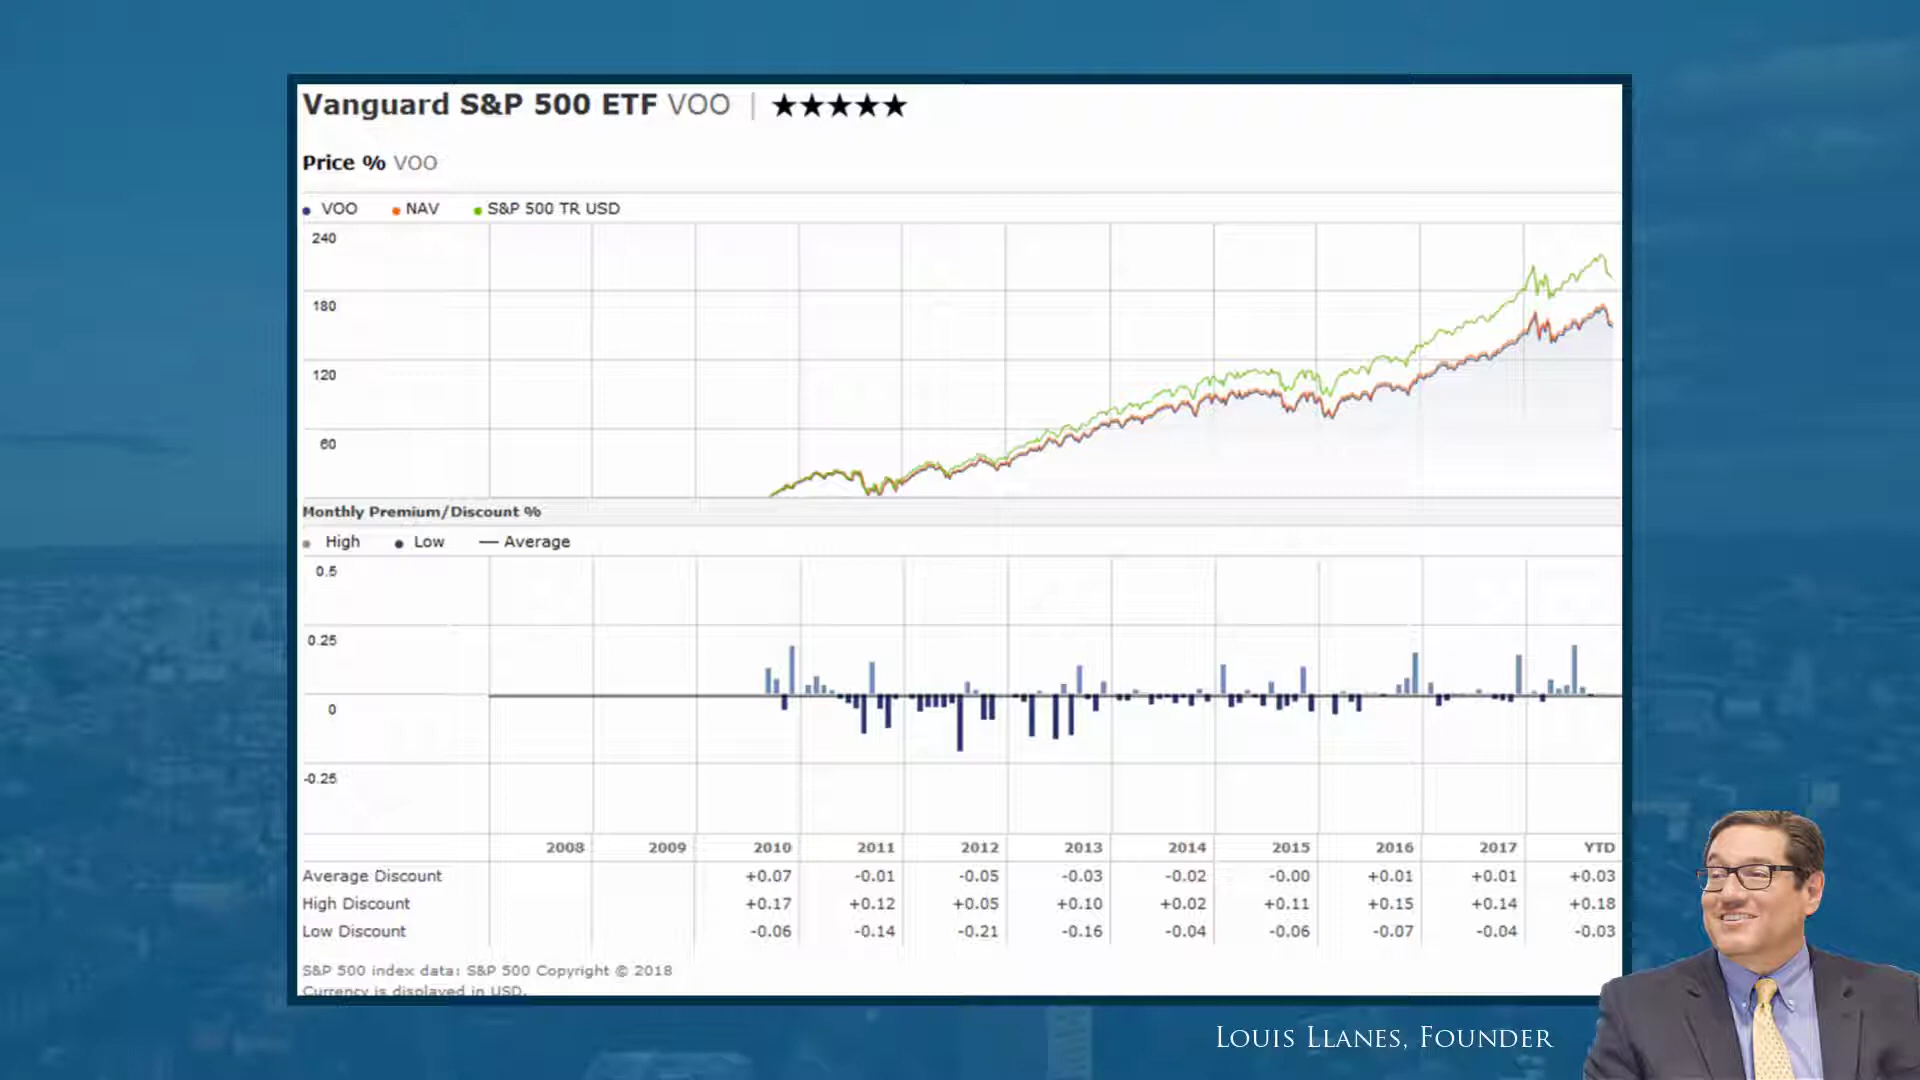 Vanguard S&P 500 ETF VOO | ★★★★★
Price % VOO
VOO NAV S&P 500 TR USD
240
180
120
60
Monthly Premium/Discount %
High Low Average
0.5
0.25
0
-0.25
2008 2009 2010 2011 2012 2013 2014 2015 2016 2017 YTD
Average Discount +0.07 -0.01 -0.05 -0.03 -0.02 -0.00 +0.01 +0.01 +0.03
High Discount +0.17 +0.12 +0.05 +0.10 +0.02 +0.11 +0.15 +0.14 +0.18
Low Discount -0.06 -0.14 -0.21 -0.16 -0.04 -0.06 -0.07 -0.04 -0.03
S&P 500 index data: S&P 500 Copyright © 2018
Currency is displayed in USD.
Louis Llanes, Founder